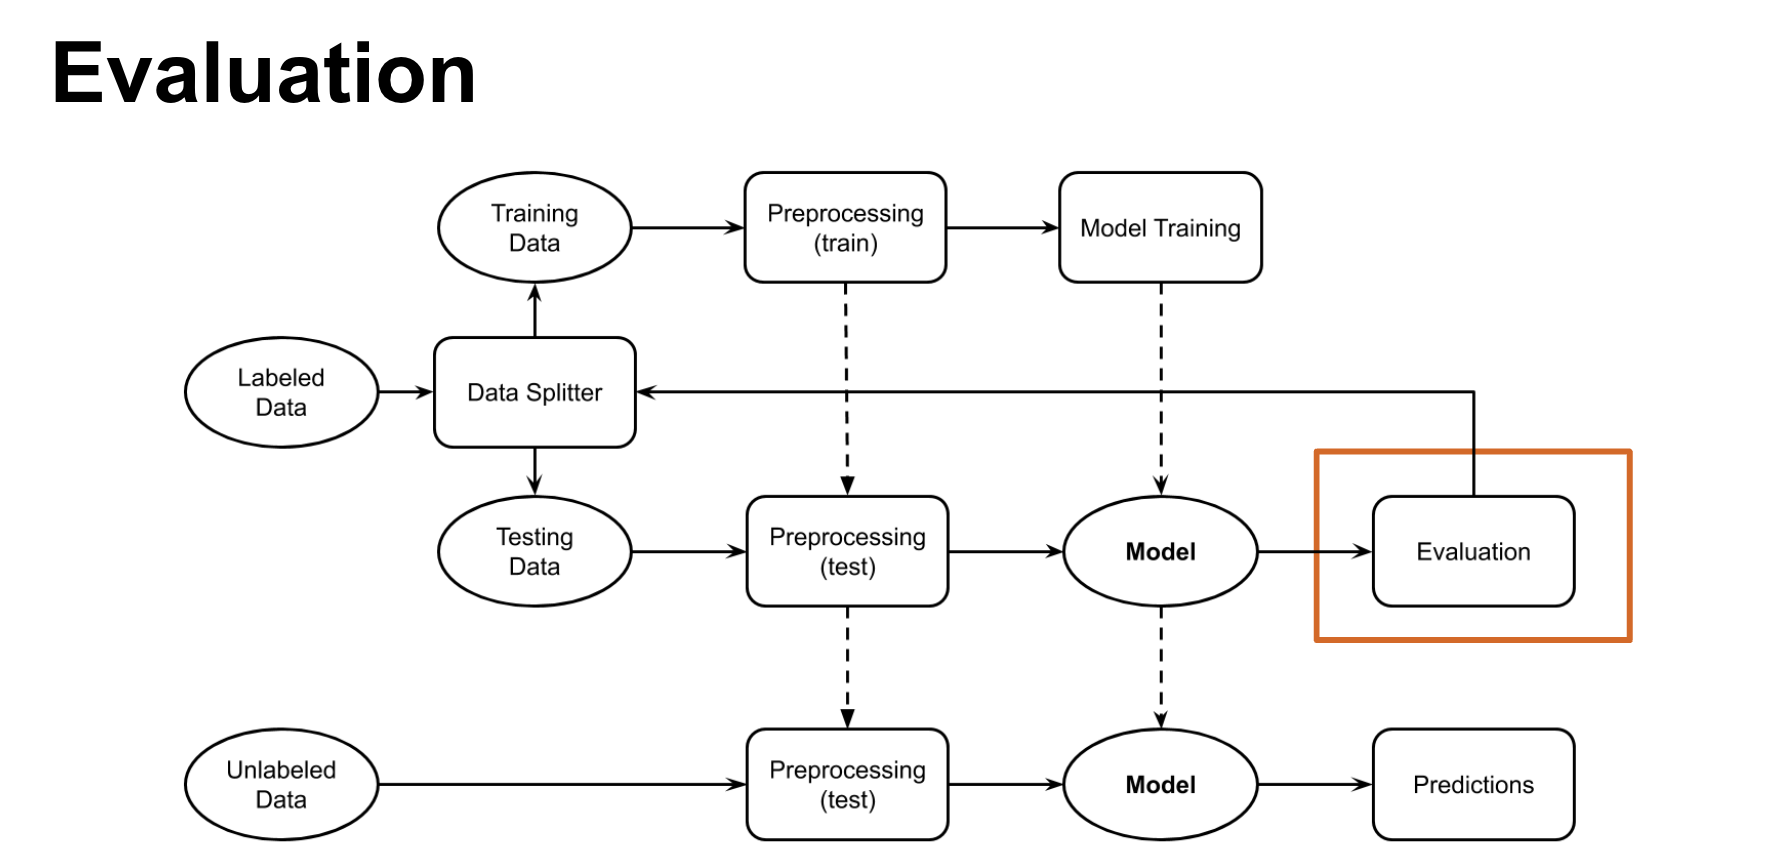 Evaluation
Training
Data
Preprocessing
(train)
Model Training
Labeled
Data
Data Splitter
Testing
Data
Preprocessing
(test)
Model
Evaluation
Unlabeled
Data
Preprocessing
(test)
Model
Predictions